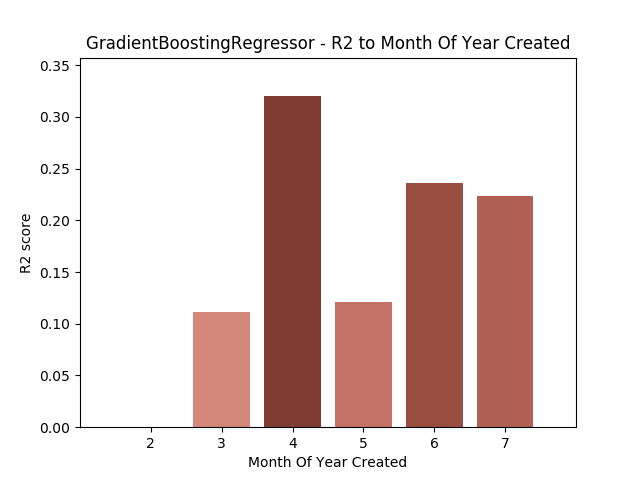 GradientBoostingRegressor - R2 to Month Of Year Created
0.35
0.30
0.25
0.20
0.15
0.10
0.05
0.00
R2 score
2 3 4 5 6 7
Month Of Year Created